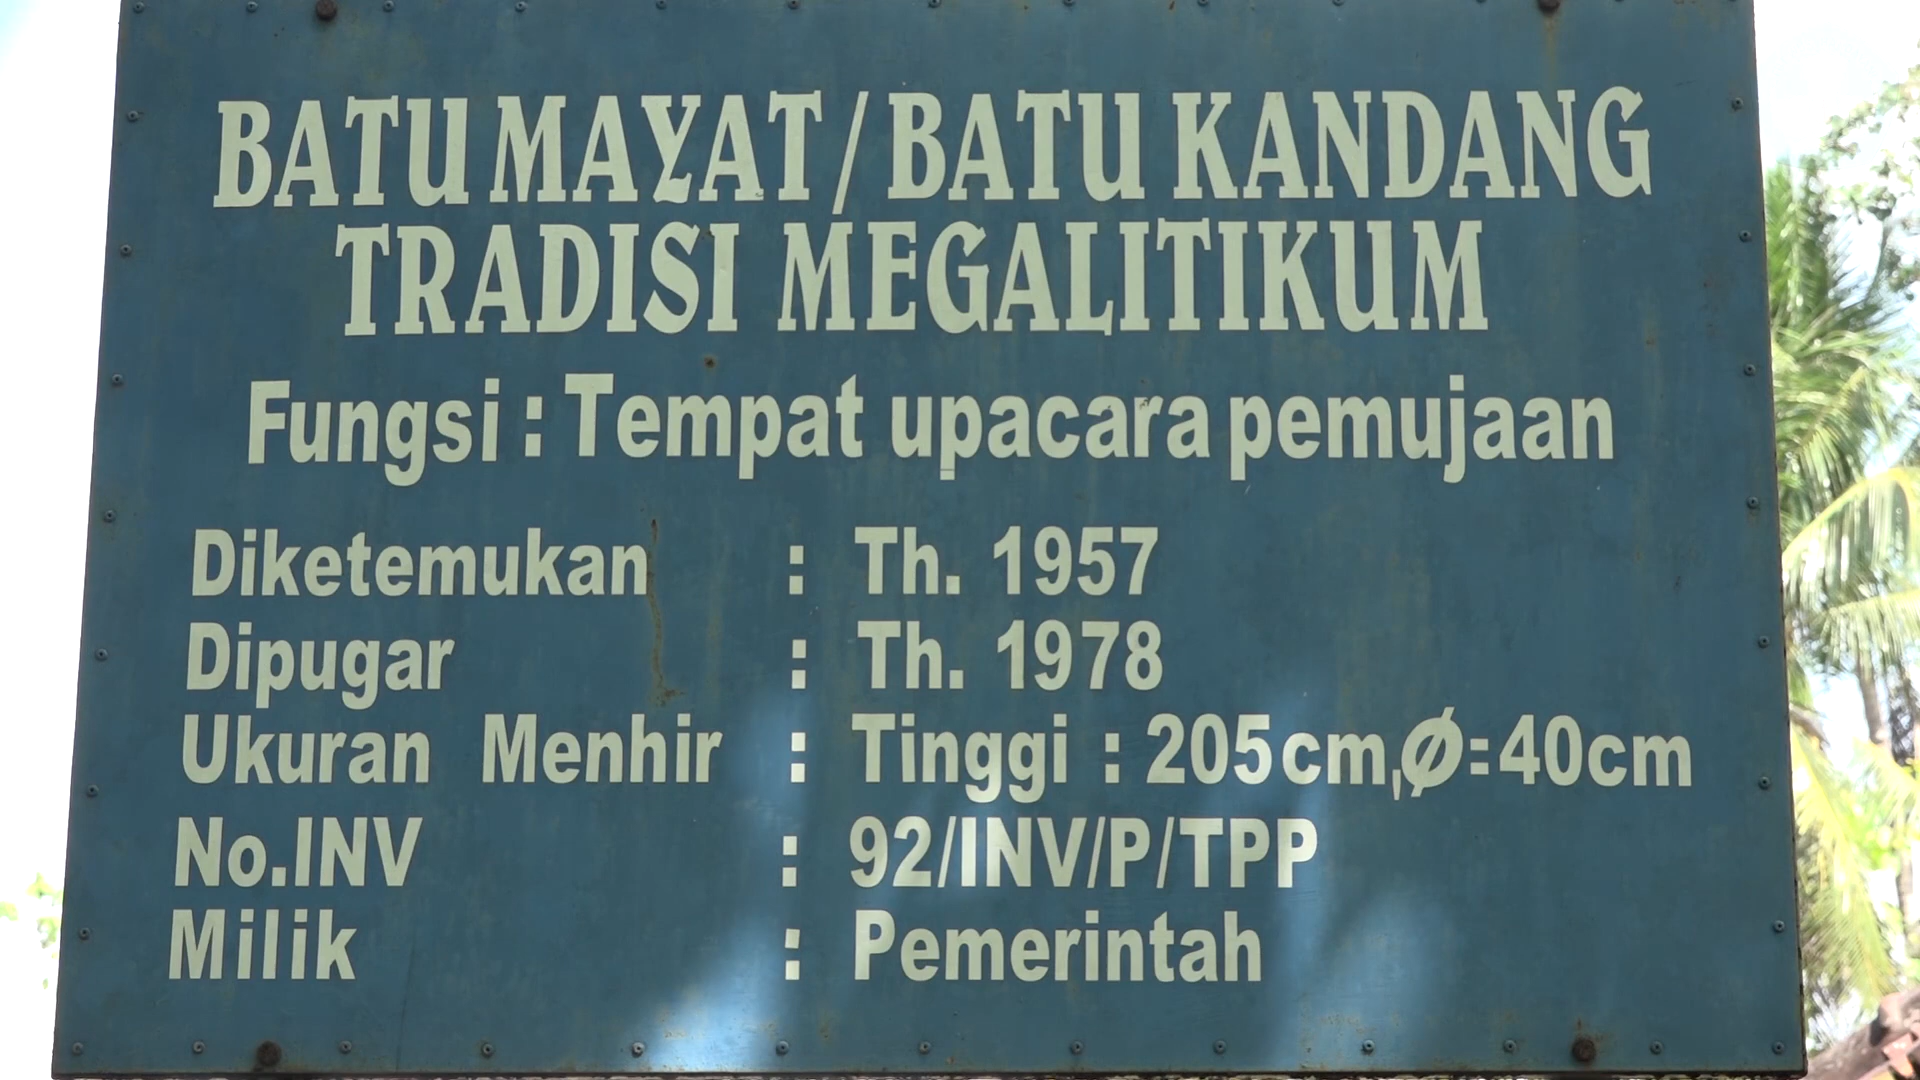 BATU MAYAT/BATU KANDANG
TRADISI MEGALITIKUM
Fungsi : Tempat upacara pemujaan
Diketemukan : Th. 1957
Dipugar : Th. 1978
Ukuran Menhir : Tinggi : 205cm,Ø=40cm
No.INV : 92/INV/P/TPP
Milik : Pemerintah